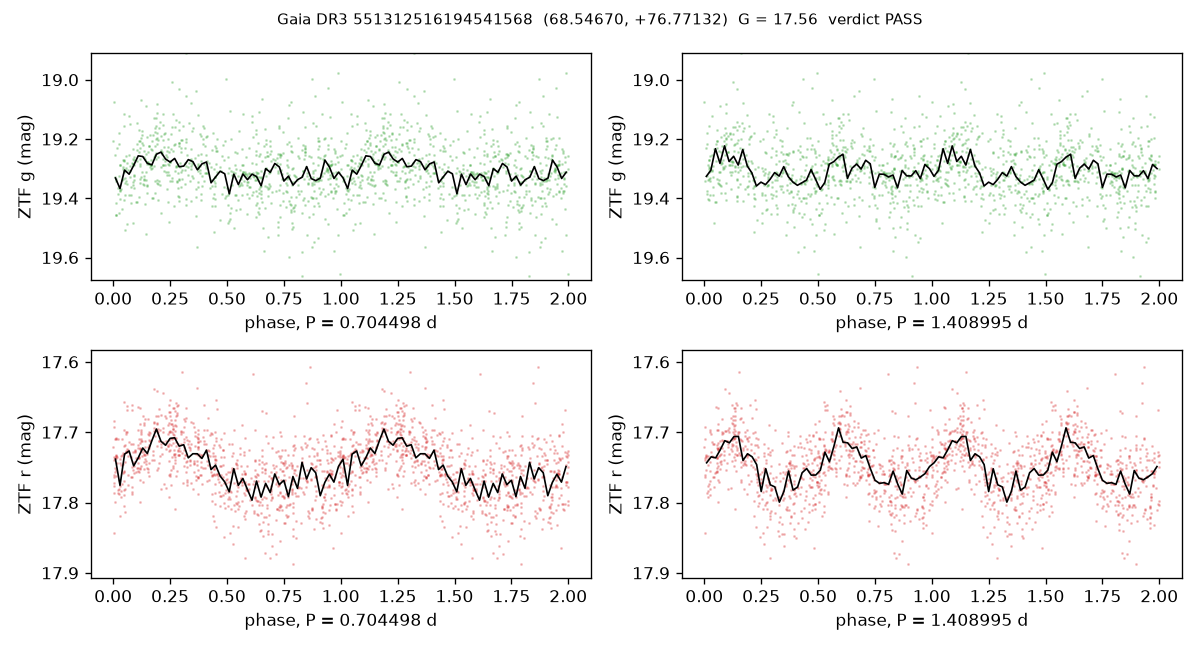 Gaia DR3 551312516194541568  (68.54670, +76.77132)  G = 17.56  verdict PASS
ZTF g (mag)
19.0
19.2
19.4
19.6
0.00 0.25 0.50 0.75 1.00 1.25 1.50 1.75 2.00
phase, P = 0.704498 d
ZTF g (mag)
19.0
19.2
19.4
19.6
0.00 0.25 0.50 0.75 1.00 1.25 1.50 1.75 2.00
phase, P = 1.408995 d
ZTF r (mag)
17.6
17.7
17.8
17.9
0.00 0.25 0.50 0.75 1.00 1.25 1.50 1.75 2.00
phase, P = 0.704498 d
ZTF r (mag)
17.6
17.7
17.8
17.9
0.00 0.25 0.50 0.75 1.00 1.25 1.50 1.75 2.00
phase, P = 1.408995 d